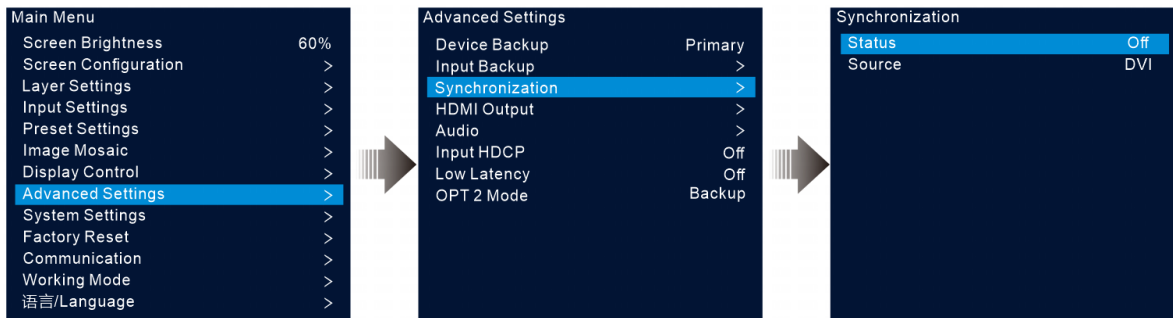 Main Menu
Screen Brightness 60%
Screen Configuration >
Layer Settings >
Input Settings >
Preset Settings >
Image Mosaic >
Display Control >
Advanced Settings >
System Settings >
Factory Reset >
Communication >
Working Mode >
语言/Language >
Advanced Settings
Device Backup Primary
Input Backup >
Synchronization >
HDMI Output >
Audio >
Input HDCP Off
Low Latency Off
OPT 2 Mode Backup
Synchronization
Status Off
Source DVI